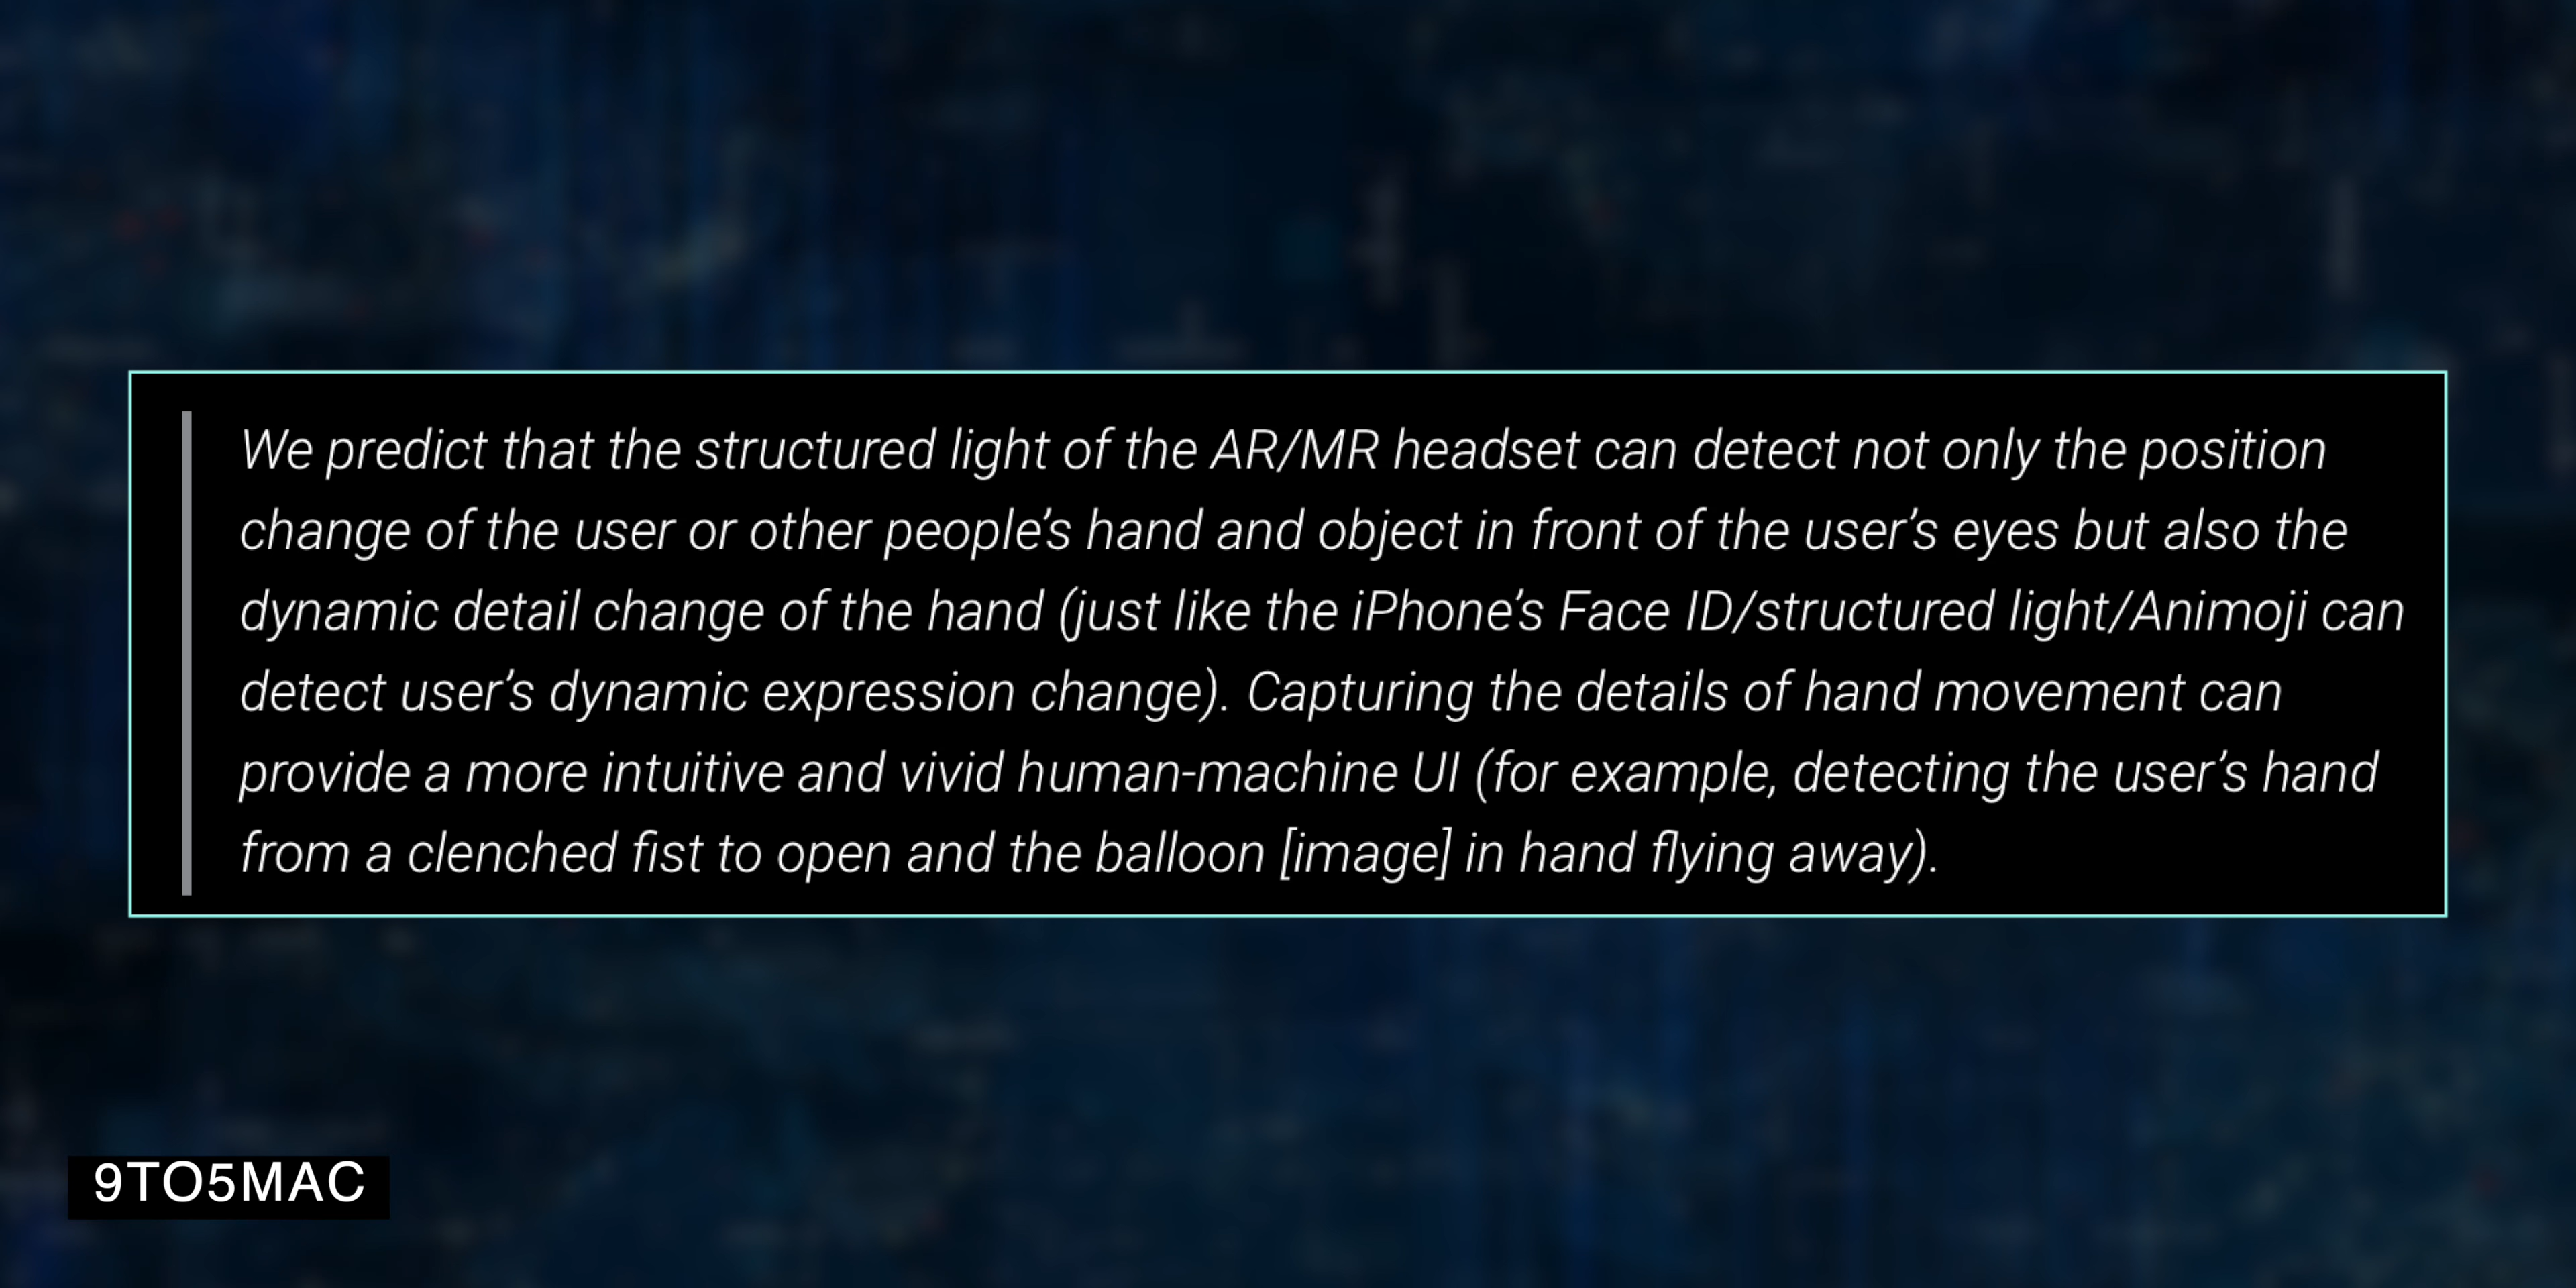 We predict that the structured light of the AR/MR headset can detect not only the position
change of the user or other people’s hand and object in front of the user’s eyes but also the
dynamic detail change of the hand (just like the iPhone’s Face ID/structured light/Animoji can
detect user’s dynamic expression change). Capturing the details of hand movement can
provide a more intuitive and vivid human-machine UI (for example, detecting the user’s hand
from a clenched fist to open and the balloon [image] in hand flying away).
9TO5MAC